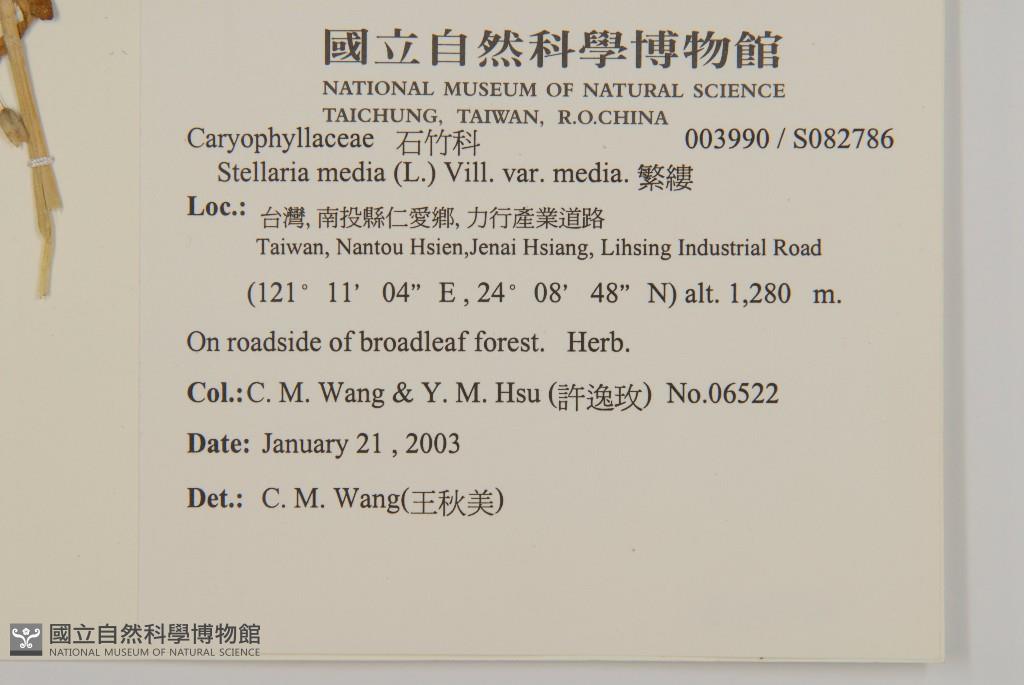 國立自然科學博物館
NATIONAL MUSEUM OF NATURAL SCIENCE
TAICHUNG, TAIWAN, R.O.CHINA
Caryophyllaceae 石竹科 003990 / S082786
Stellaria media (L.) Vill. var. media. 繁縷
Loc.: 台灣, 南投縣仁愛鄉, 力行產業道路
Taiwan, Nantou Hsien,Jenai Hsiang, Lihsing Industrial Road
(121° 11’ 04” E , 24° 08’ 48” N) alt. 1,280 m.
On roadside of broadleaf forest. Herb.
Col.: C. M. Wang & Y. M. Hsu (許逸玫) No.06522
Date: January 21 , 2003
Det.: C. M. Wang(王秋美)
國立自然科學博物館
NATIONAL MUSEUM OF NATURAL SCIENCE